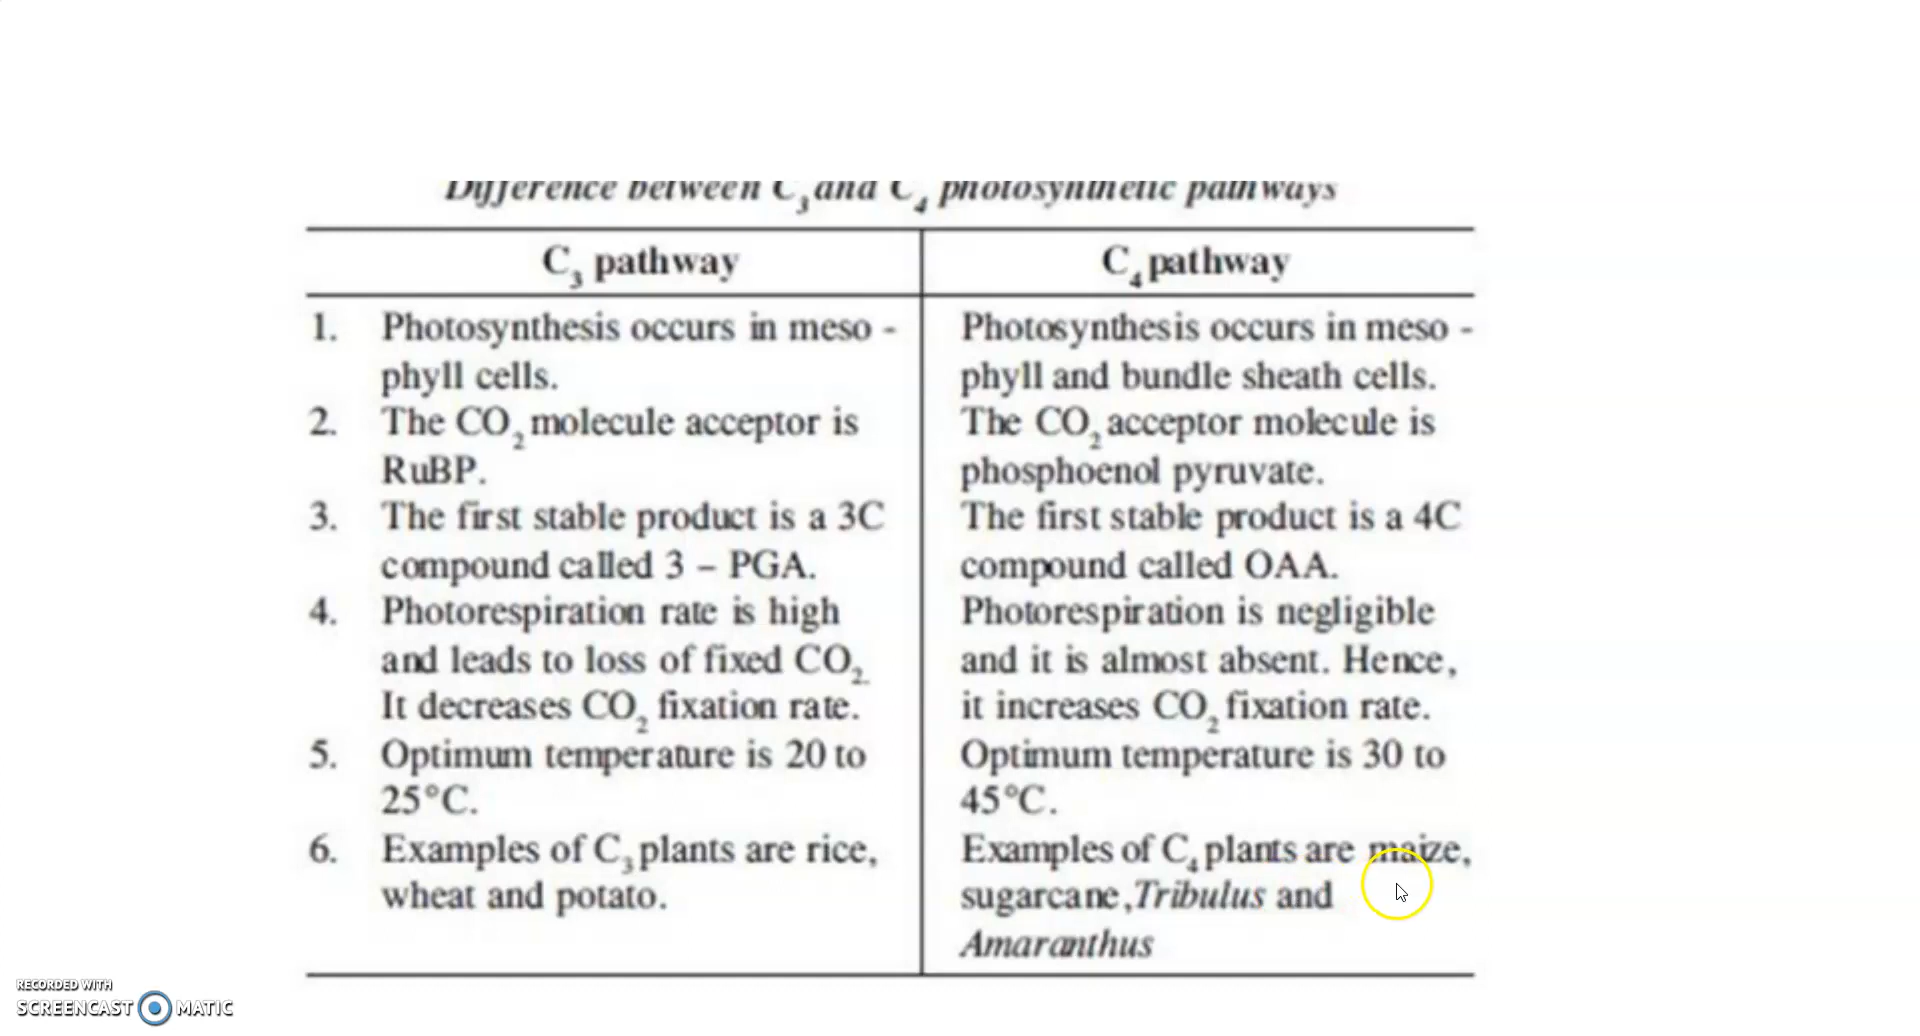 Difference between C3 and C4 photosynthetic pathways
C3 pathway
C4 pathway
1. Photosynthesis occurs in meso -
phyll cells.
2. The CO2 molecule acceptor is
RuBP.
3. The first stable product is a 3C
compound called 3 – PGA.
4. Photorespiration rate is high
and leads to loss of fixed CO2.
It decreases CO2 fixation rate.
5. Optimum temperature is 20 to
25°C.
6. Examples of C3 plants are rice,
wheat and potato.
Photosynthesis occurs in meso -
phyll and bundle sheath cells.
The CO2 acceptor molecule is
phosphoenol pyruvate.
The first stable product is a 4C
compound called OAA.
Photorespiration is negligible
and it is almost absent. Hence,
it increases CO2 fixation rate.
Optimum temperature is 30 to
45°C.
Examples of C4 plants are maize,
sugarcane,Tribulus and
Amaranthus
RECORDED WITH
SCREENCAST MATIC